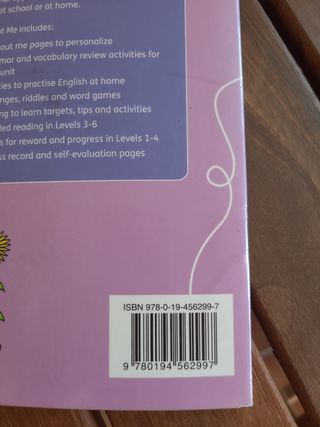 at school or at home.
t Me includes:
out me pages to personalize
mar and vocabulary review activities for
unit
ties to practise English at home
nges, riddles and word games
ng to learn targets, tips and activities
ded reading in Levels 3-6
s for reward and progress in Levels 1-4
ss record and self-evaluation pages
ISBN 978-0-19-456299-7
9 780194 562997